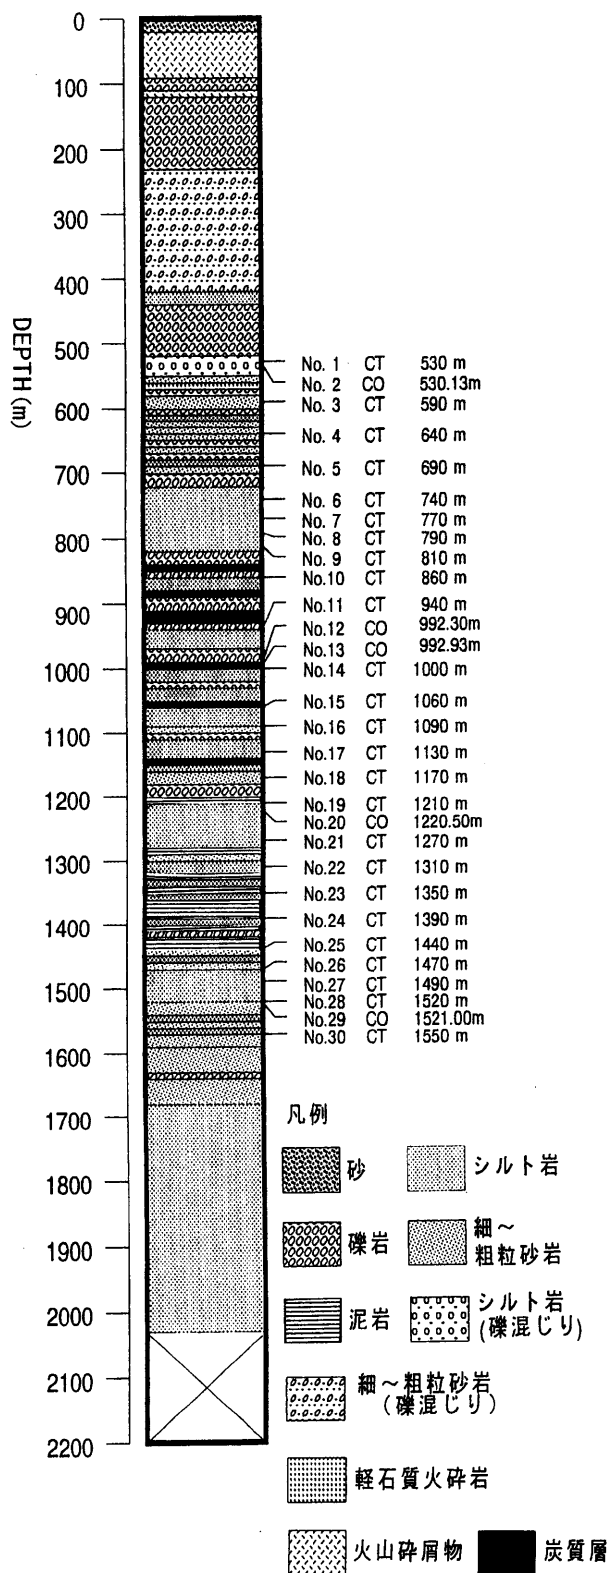 DEPTH (m)
0
100
200
300
400
500
600
700
800
900
1000
1100
1200
1300
1400
1500
1600
1700
1800
1900
2000
2100
2200
No. 1 CT 530 m
No. 2 CO 530.13m
No. 3 CT 590 m
No. 4 CT 640 m
No. 5 CT 690 m
No. 6 CT 740 m
No. 7 CT 770 m
No. 8 CT 790 m
No. 9 CT 810 m
No.10 CT 860 m
No.11 CT 940 m
No.12 CO 992.30m
No.13 CO 992.93m
No.14 CT 1000 m
No.15 CT 1060 m
No.16 CT 1090 m
No.17 CT 1130 m
No.18 CT 1170 m
No.19 CT 1210 m
No.20 CO 1220.50m
No.21 CT 1270 m
No.22 CT 1310 m
No.23 CT 1350 m
No.24 CT 1390 m
No.25 CT 1440 m
No.26 CT 1470 m
No.27 CT 1490 m
No.28 CT 1520 m
No.29 CO 1521.00m
No.30 CT 1550 m
凡例
砂
シルト岩
礫岩
細～
粗粒砂岩
泥岩
シルト岩
(礫混じり)
細～粗粒砂岩
(礫混じり)
軽石質火砕岩
火山砕屑物
炭質層